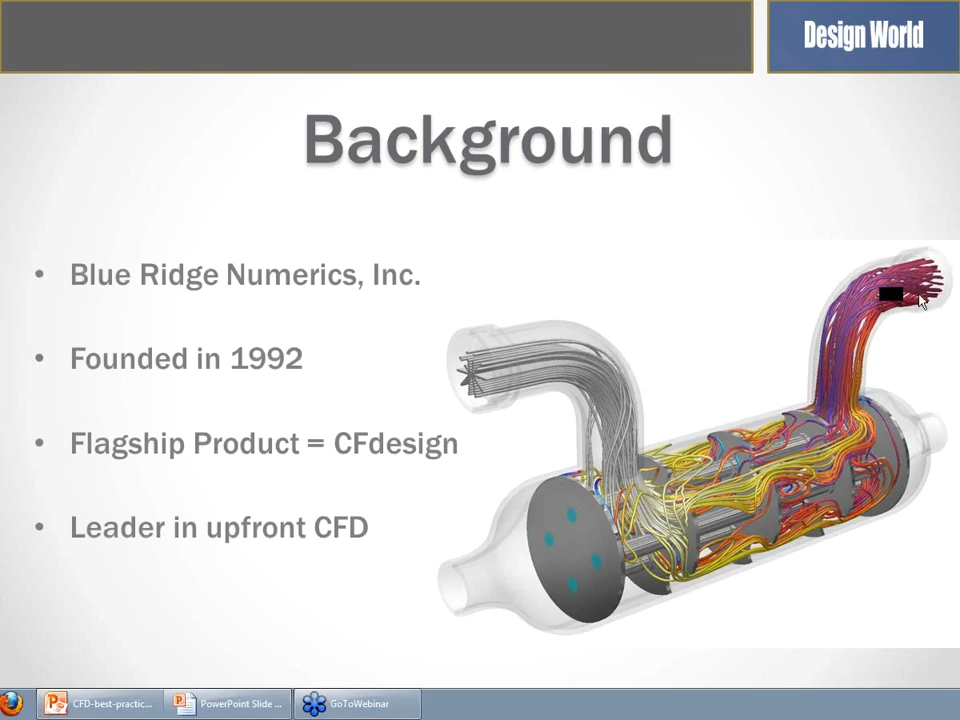 Design World
Background
• Blue Ridge Numerics, Inc.
• Founded in 1992
• Flagship Product = CFdesign
• Leader in upfront CFD
CFD-best-practic...
PowerPoint Slide ...
GoToWebinar